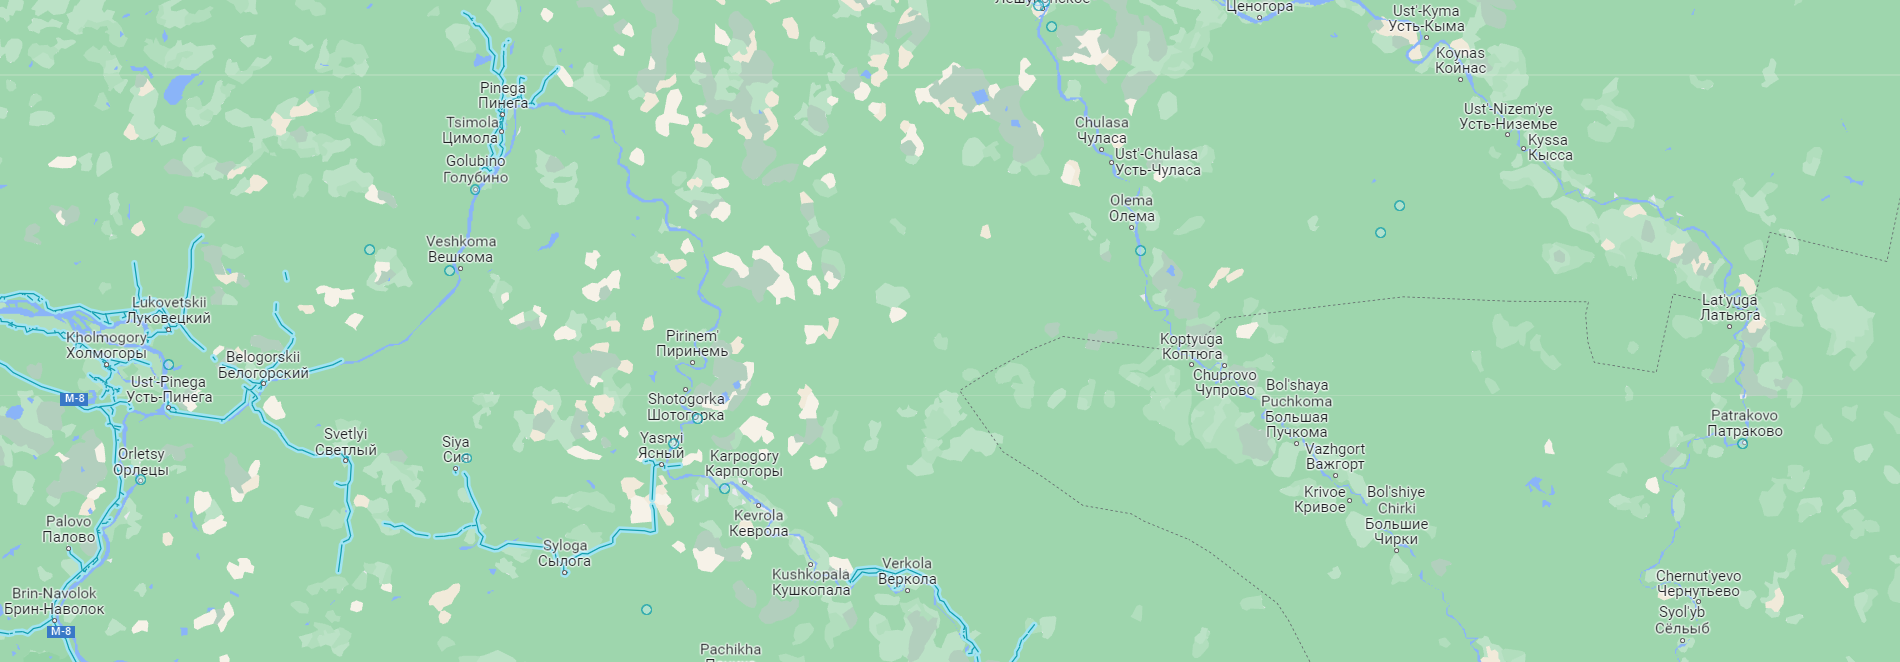 Ценогора
Ust'-Kyma
Усть-Кыма
Koynas
Койнас
Pinega
Пинега
Ust'-Nizem'ye
Усть-Низемье
Tsimola
Цимола
Chulasa
Чуласа
Kyssa
Кысса
Golubino
Голубино
Ust'-Chulasa
Усть-Чуласа
Olema
Олема
Veshkoma
Вешкома
Lukovetskii
Луковецкий
Lat'yuga
Латьюга
Kholmogory
Холмогоры
Pirinem'
Пиринемь
Koptyuga
Коптюга
Belogorskii
Белогорский
Ust'-Pinega
Усть-Пинега
Chuprovo
Чупрово
Bol'shaya
Puchkoma
Большая
Пучкома
M-8
Shotogorka
Шотогорка
Patrakovo
Патраково
Svetlyi
Светлый
Siya
Сия
Yasnyi
Ясный
Vazhgort
Важгорт
Orletsy
Орлецы
Karpogory
Карпогоры
Krivoe
Кривое
Bol'shiye
Chirki
Большие
Чирки
Palovo
Палово
Kevrola
Кеврола
Syloga
Сылога
Verkola
Веркола
Kushkopala
Кушкопала
Chernut'yevo
Чернутьево
Brin-Navolok
Брин-Наволок
Syol'yb
Сёльыб
M-8
Pachikha